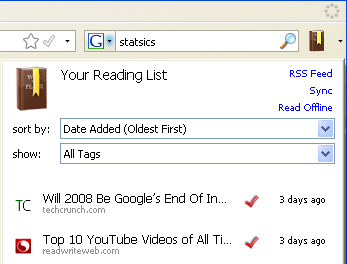 G statsics
Your Reading List
RSS Feed
Sync
Read Offline
sort by: Date Added (Oldest First)
show: All Tags
TC Will 2008 Be Google's End Of In... 3 days ago
techcrunch.com
Top 10 YouTube Videos of All Ti... 3 days ago
readwriteweb.com